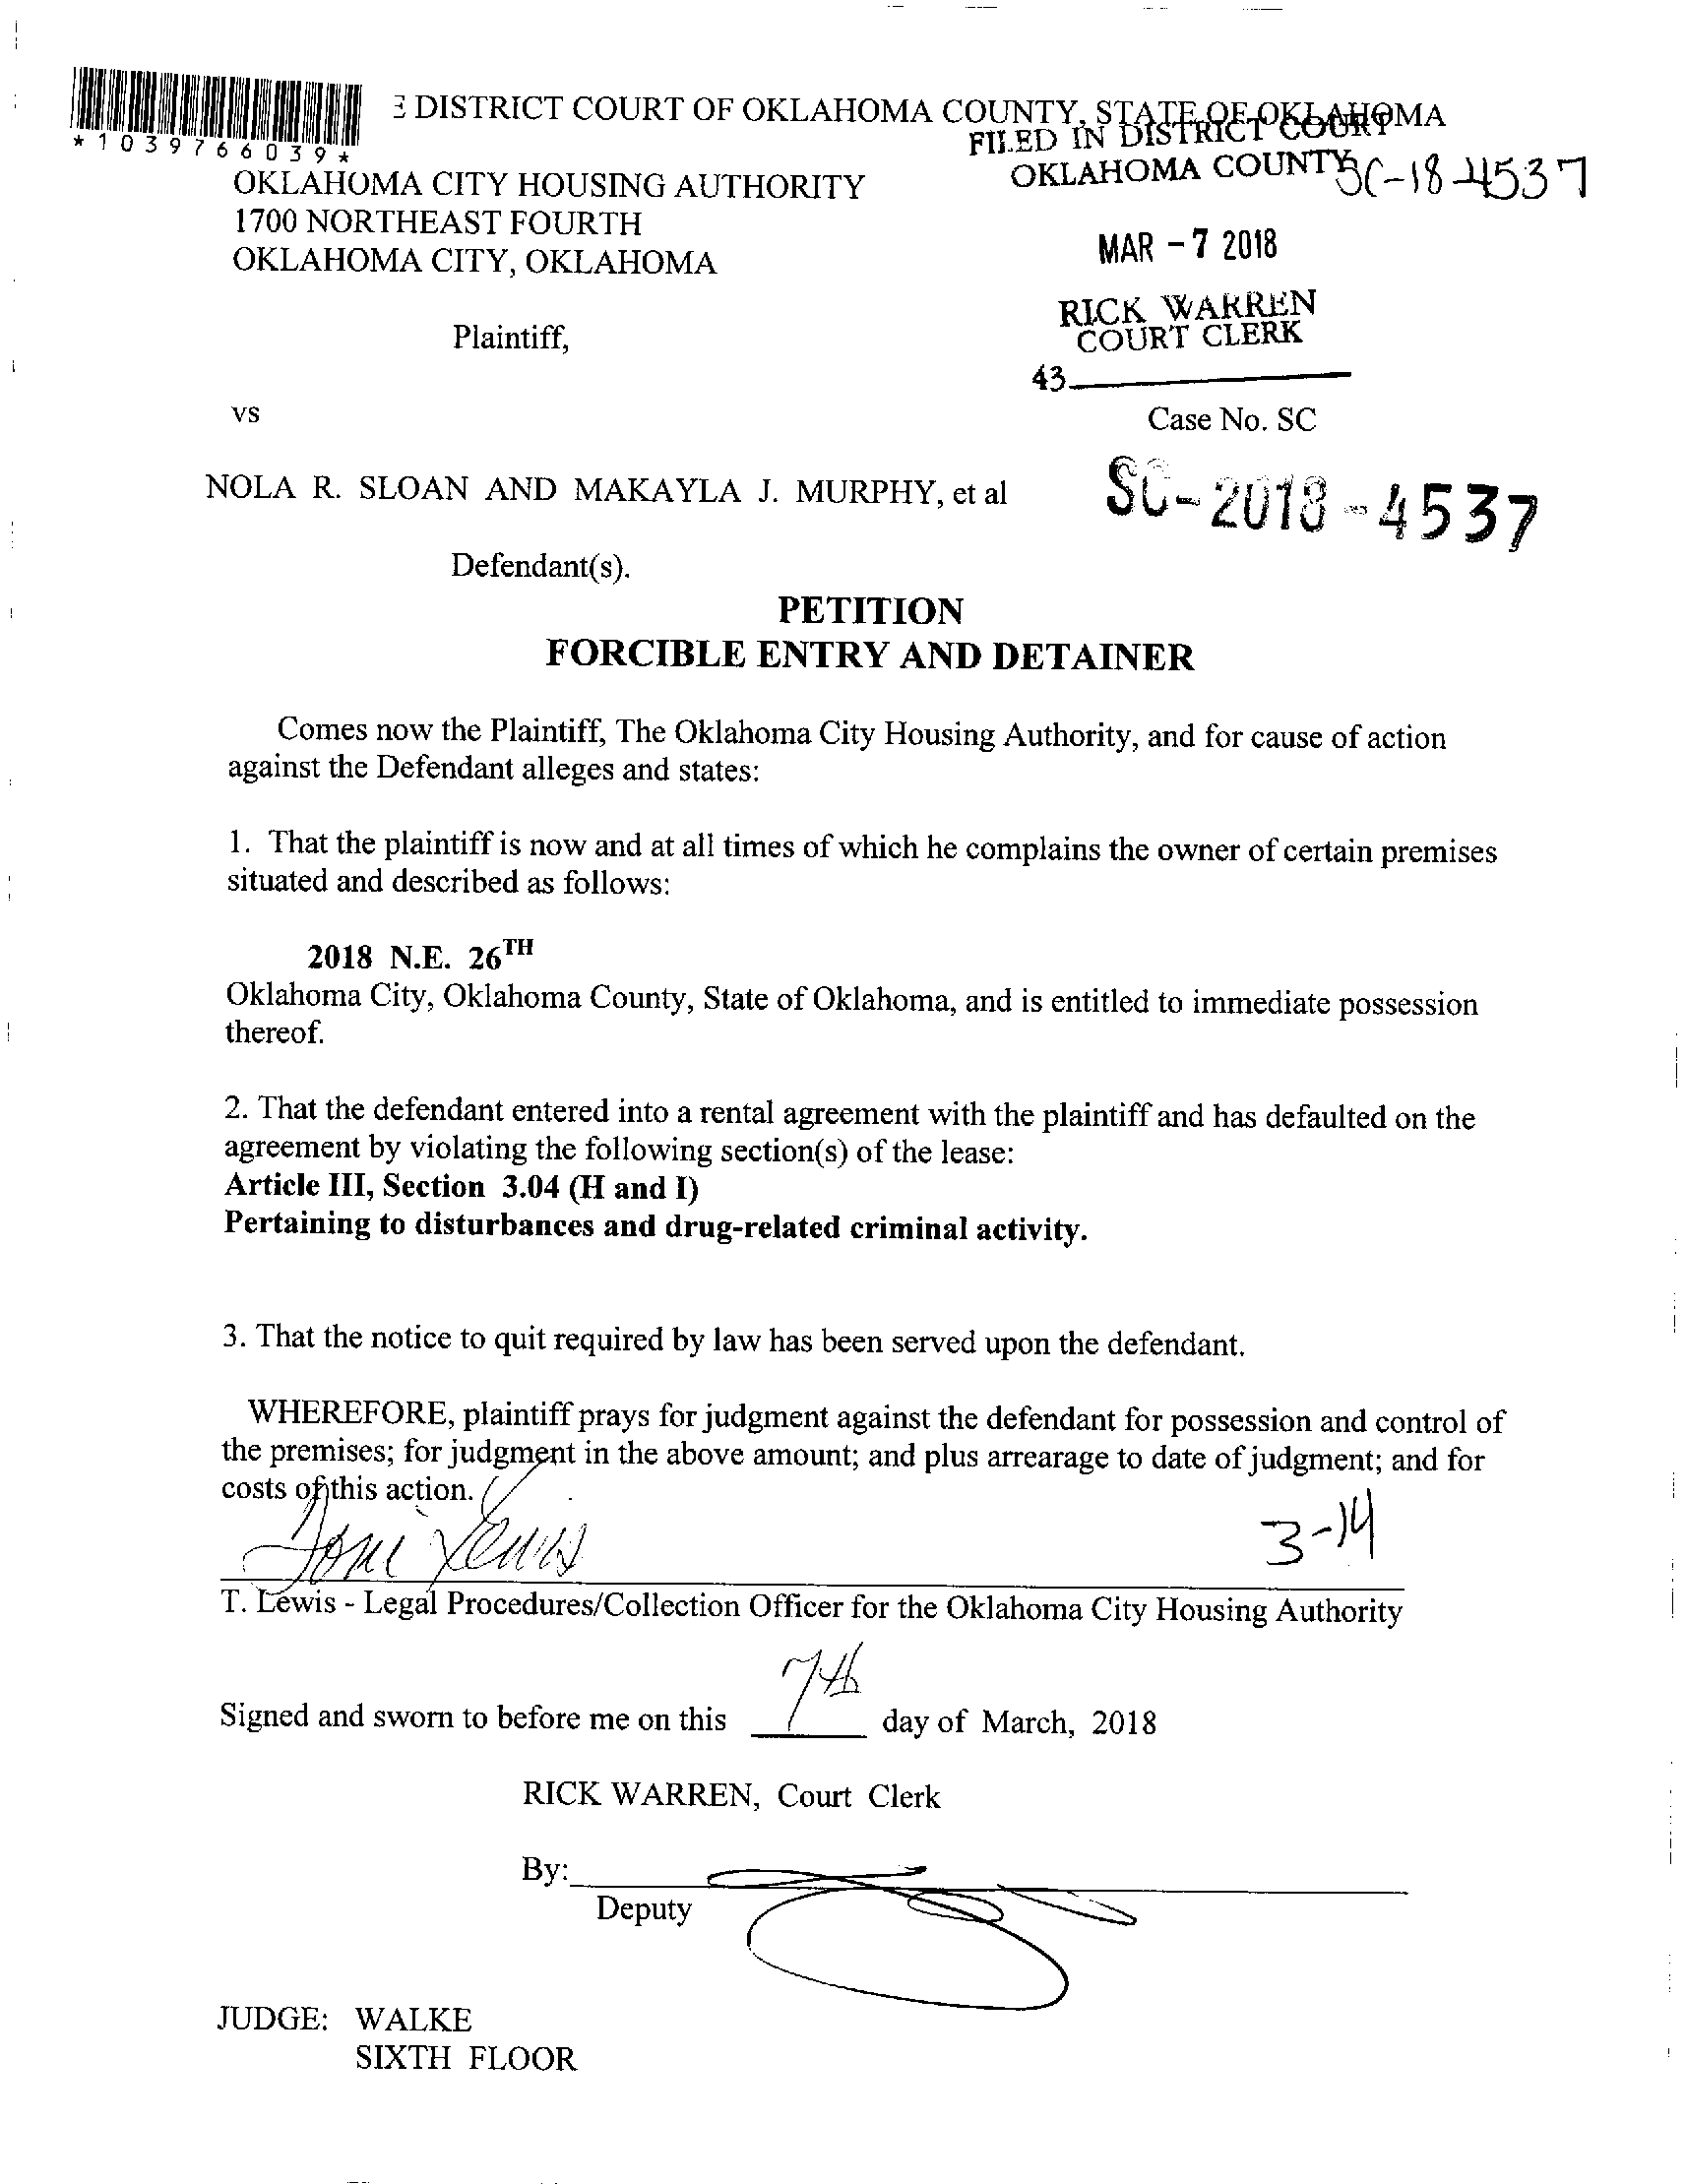 *1039766039*
DISTRICT COURT OF OKLAHOMA COUNTY, STATE OF OKLAHOMA
FILED IN DISTRICT COURT
OKLAHOMA COUNTY
SC-18-4537
OKLAHOMA CITY HOUSING AUTHORITY
1700 NORTHEAST FOURTH
OKLAHOMA CITY, OKLAHOMA
MAR - 7 2018
RICK WARREN
COURT CLERK
Plaintiff,
43
vs
Case No. SC
NOLA R. SLOAN AND MAKAYLA J. MURPHY, et al
SC-2018-4537
Defendant(s).
PETITION
FORCIBLE ENTRY AND DETAINER
Comes now the Plaintiff, The Oklahoma City Housing Authority, and for cause of action
against the Defendant alleges and states:
1. That the plaintiff is now and at all times of which he complains the owner of certain premises
situated and described as follows:
2018 N.E. 26TH
Oklahoma City, Oklahoma County, State of Oklahoma, and is entitled to immediate possession
thereof.
2. That the defendant entered into a rental agreement with the plaintiff and has defaulted on the
agreement by violating the following section(s) of the lease:
Article III, Section 3.04 (H and I)
Pertaining to disturbances and drug-related criminal activity.
3. That the notice to quit required by law has been served upon the defendant.
WHEREFORE, plaintiff prays for judgment against the defendant for possession and control of
the premises; for judgment in the above amount; and plus arrearage to date of judgment; and for
costs of this action.
Toni Lewis
3-14
T. Lewis - Legal Procedures/Collection Officer for the Oklahoma City Housing Authority
Signed and sworn to before me on this 7th day of March, 2018
RICK WARREN, Court Clerk
By:
Deputy
JUDGE: WALKE
SIXTH FLOOR